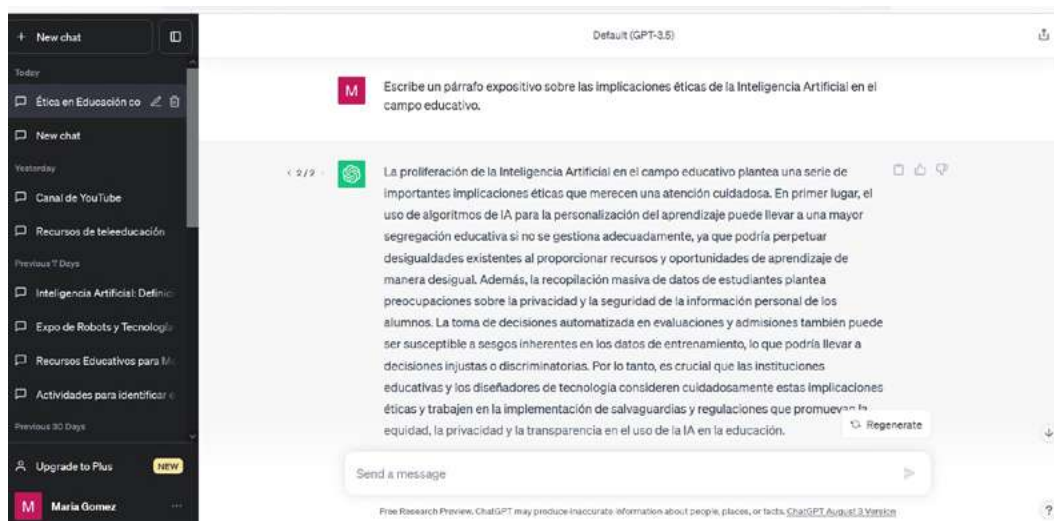 + New chat
Today
Ética en Educación co
New chat
Yesterday
Canal de YouTube
Recursos de teleeducación
Previous 7 Days
Inteligencia Artificial: Definic
Expo de Robots y Tecnología
Recursos Educativos para M
Actividades para identificar e
Previous 30 Days
Upgrade to Plus NEW
M Maria Gomez ...
Default (GPT-3.5)
M Escribe un párrafo expositivo sobre las implicaciones éticas de la Inteligencia Artificial en el
campo educativo.
< 2/2 La proliferación de la Inteligencia Artificial en el campo educativo plantea una serie de
importantes implicaciones éticas que merecen una atención cuidadosa. En primer lugar, el
uso de algoritmos de IA para la personalización del aprendizaje puede llevar a una mayor
segregación educativa si no se gestiona adecuadamente, ya que podría perpetuar
desigualdades existentes al proporcionar recursos y oportunidades de aprendizaje de
manera desigual. Además, la recopilación masiva de datos de estudiantes plantea
preocupaciones sobre la privacidad y la seguridad de la información personal de los
alumnos. La toma de decisiones automatizada en evaluaciones y admisiones también puede
ser susceptible a sesgos inherentes en los datos de entrenamiento, lo que podría llevar a
decisiones injustas o discriminatorias. Por lo tanto, es crucial que las instituciones
educativas y los diseñadores de tecnología consideren cuidadosamente estas implicaciones
éticas y trabajen en la implementación de salvaguardias y regulaciones que promuevan la
equidad, la privacidad y la transparencia en el uso de la IA en la educación.
Regenerate
Send a message
Free Research Preview. ChatGPT may produce inaccurate information about people, places, or facts. ChatGPT August 3 Version
?